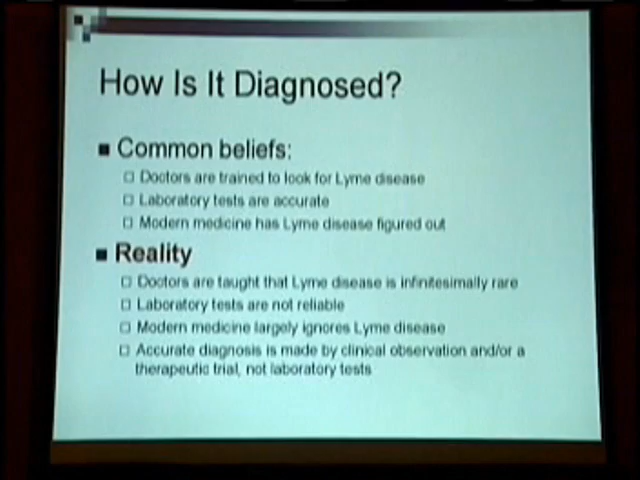 How Is It Diagnosed?
Common beliefs:
Doctors are trained to look for Lyme disease
Laboratory tests are accurate
Modern medicine has Lyme disease figured out
Reality
Doctors are taught that Lyme disease is infinitesimally rare
Laboratory tests are not reliable
Modern medicine largely ignores Lyme disease
Accurate diagnosis is made by clinical observation and/or a
therapeutic trial, not laboratory tests